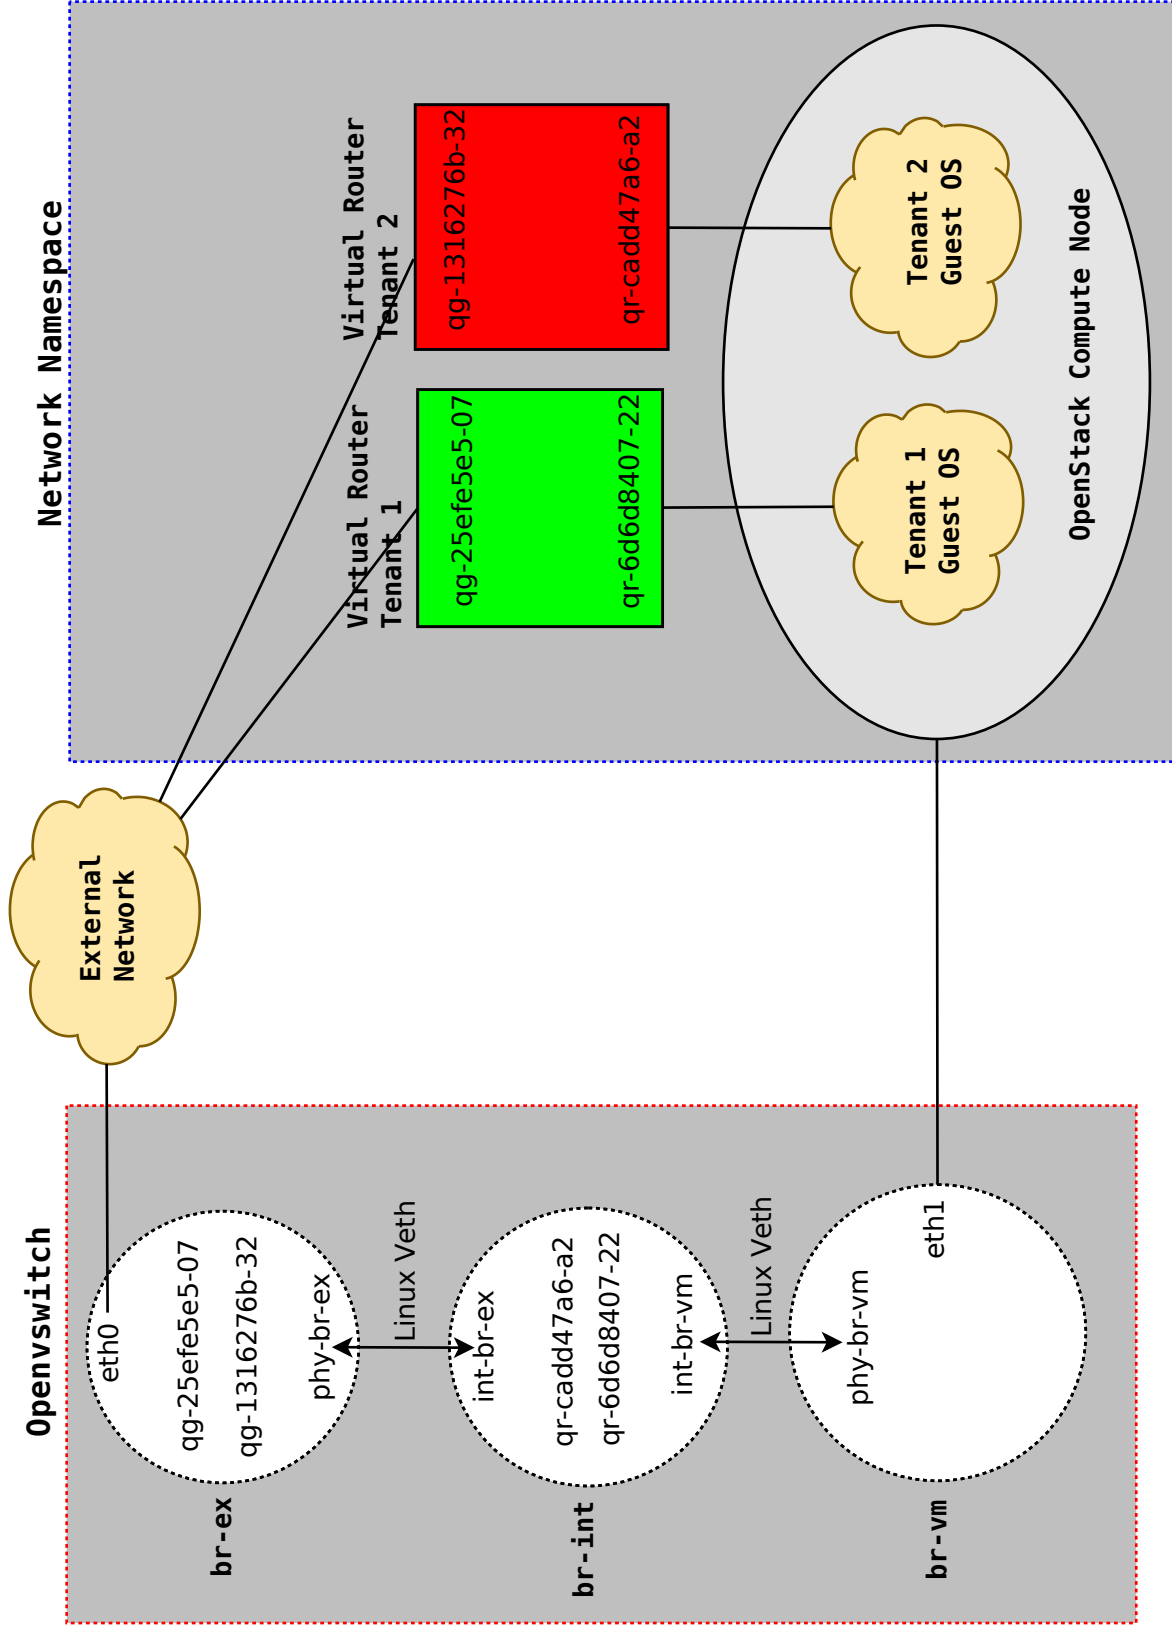 Openvswitch
br-ex
eth0
qg-25efe5e5-07
qg-1316276b-32
phy-br-ex
Linux Veth
br-int
int-br-ex
qr-cadd47a6-a2
qr-6d6d8407-22
int-br-vm
Linux Veth
br-vm
phy-br-vm
eth1
External
Network
Network Namespace
Virtual Router
Tenant 1
qg-25efe5e5-07
qr-6d6d8407-22
Virtual Router
Tenant 2
qg-1316276b-32
qr-cadd47a6-a2
Tenant 1
Guest OS
Tenant 2
Guest OS
OpenStack Compute Node